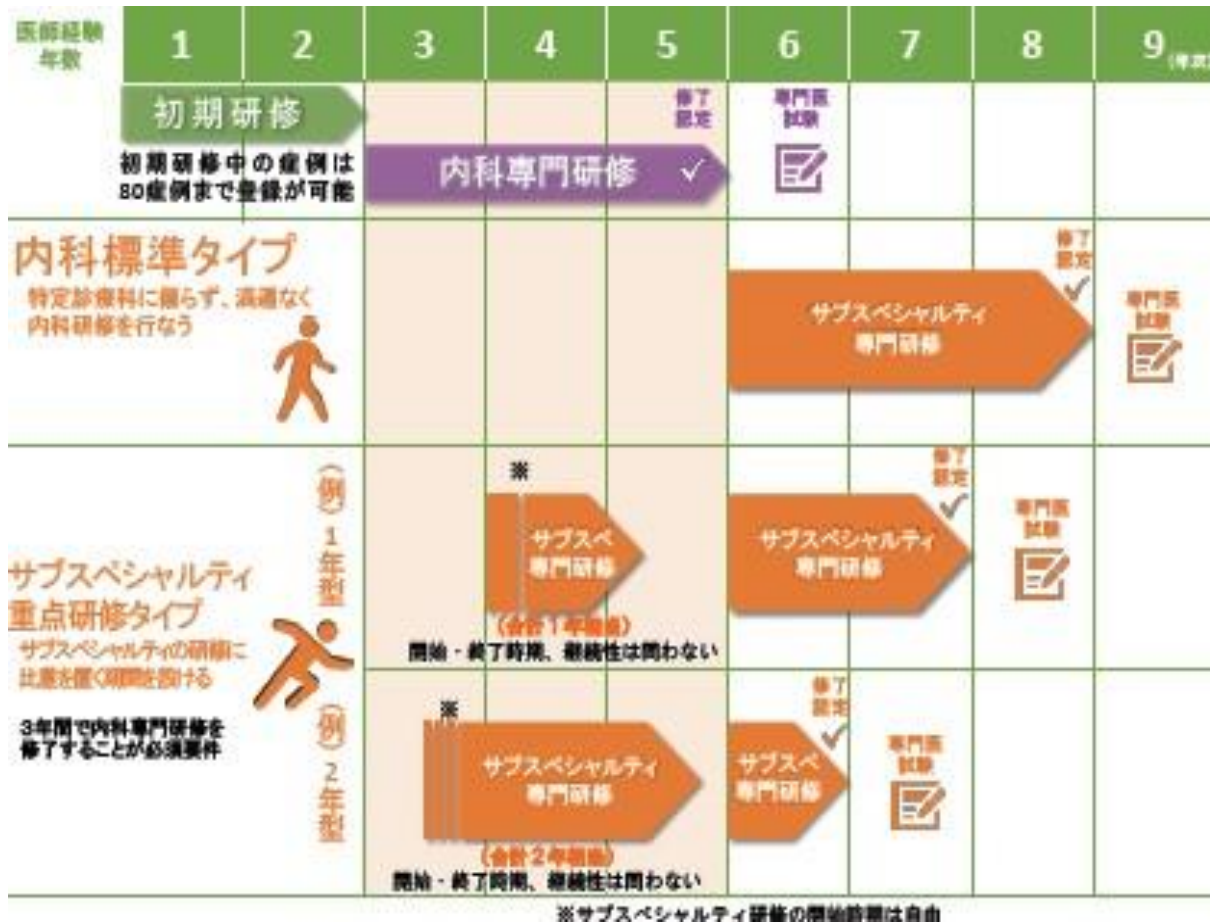 医師経験
年数
1 2 3 4 5 6 7 8 9
(年次)
初期研修
初期研修中の症例は
80症例まで登録が可能
修了
認定
内科専門研修
専門医
試験
内科標準タイプ
特定診療科に偏らず、満遍なく
内科研修を行なう
サブスペシャルティ
専門研修
修了
認定
専門医
試験
サブスペシャルティ
重点研修タイプ
サブスペシャルティの研修に
比重を置く期間を設ける
3年間で内科専門研修を
修了することが必須要件
(例)1年型
※
サブスペ
専門研修
(合計1年相当)
開始・終了時期、継続性は問わない
サブスペシャルティ
専門研修
修了
認定
専門医
試験
(例)2年型
※
サブスペシャルティ
専門研修
(合計2年相当)
開始・終了時期、継続性は問わない
サブスペ
専門研修
修了
認定
専門医
試験
※サブスペシャルティ研修の開始時期は自由